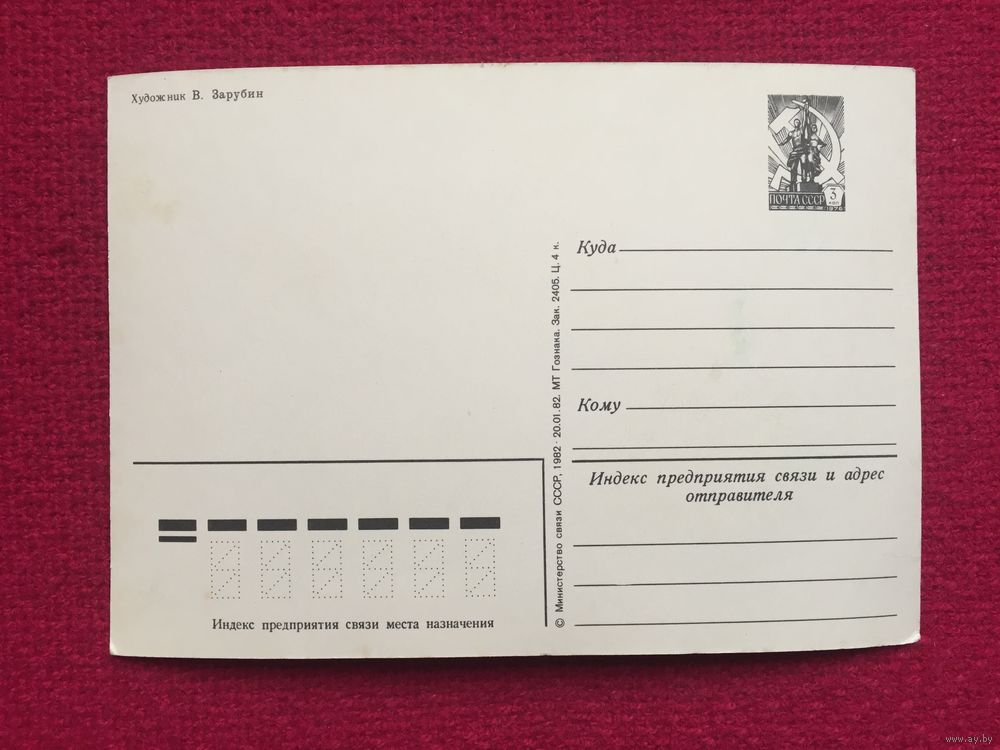 Художник В. Зарубин
ПОЧТА СССР
3
коп
1976
Куда
Кому
© Министерство связи СССР, 1982 · 20.01.82. МТ Гознака. Зак. 2405. Ц. 4 к.
Индекс предприятия связи и адрес
отправителя
Индекс предприятия связи места назначения
www.ay.by